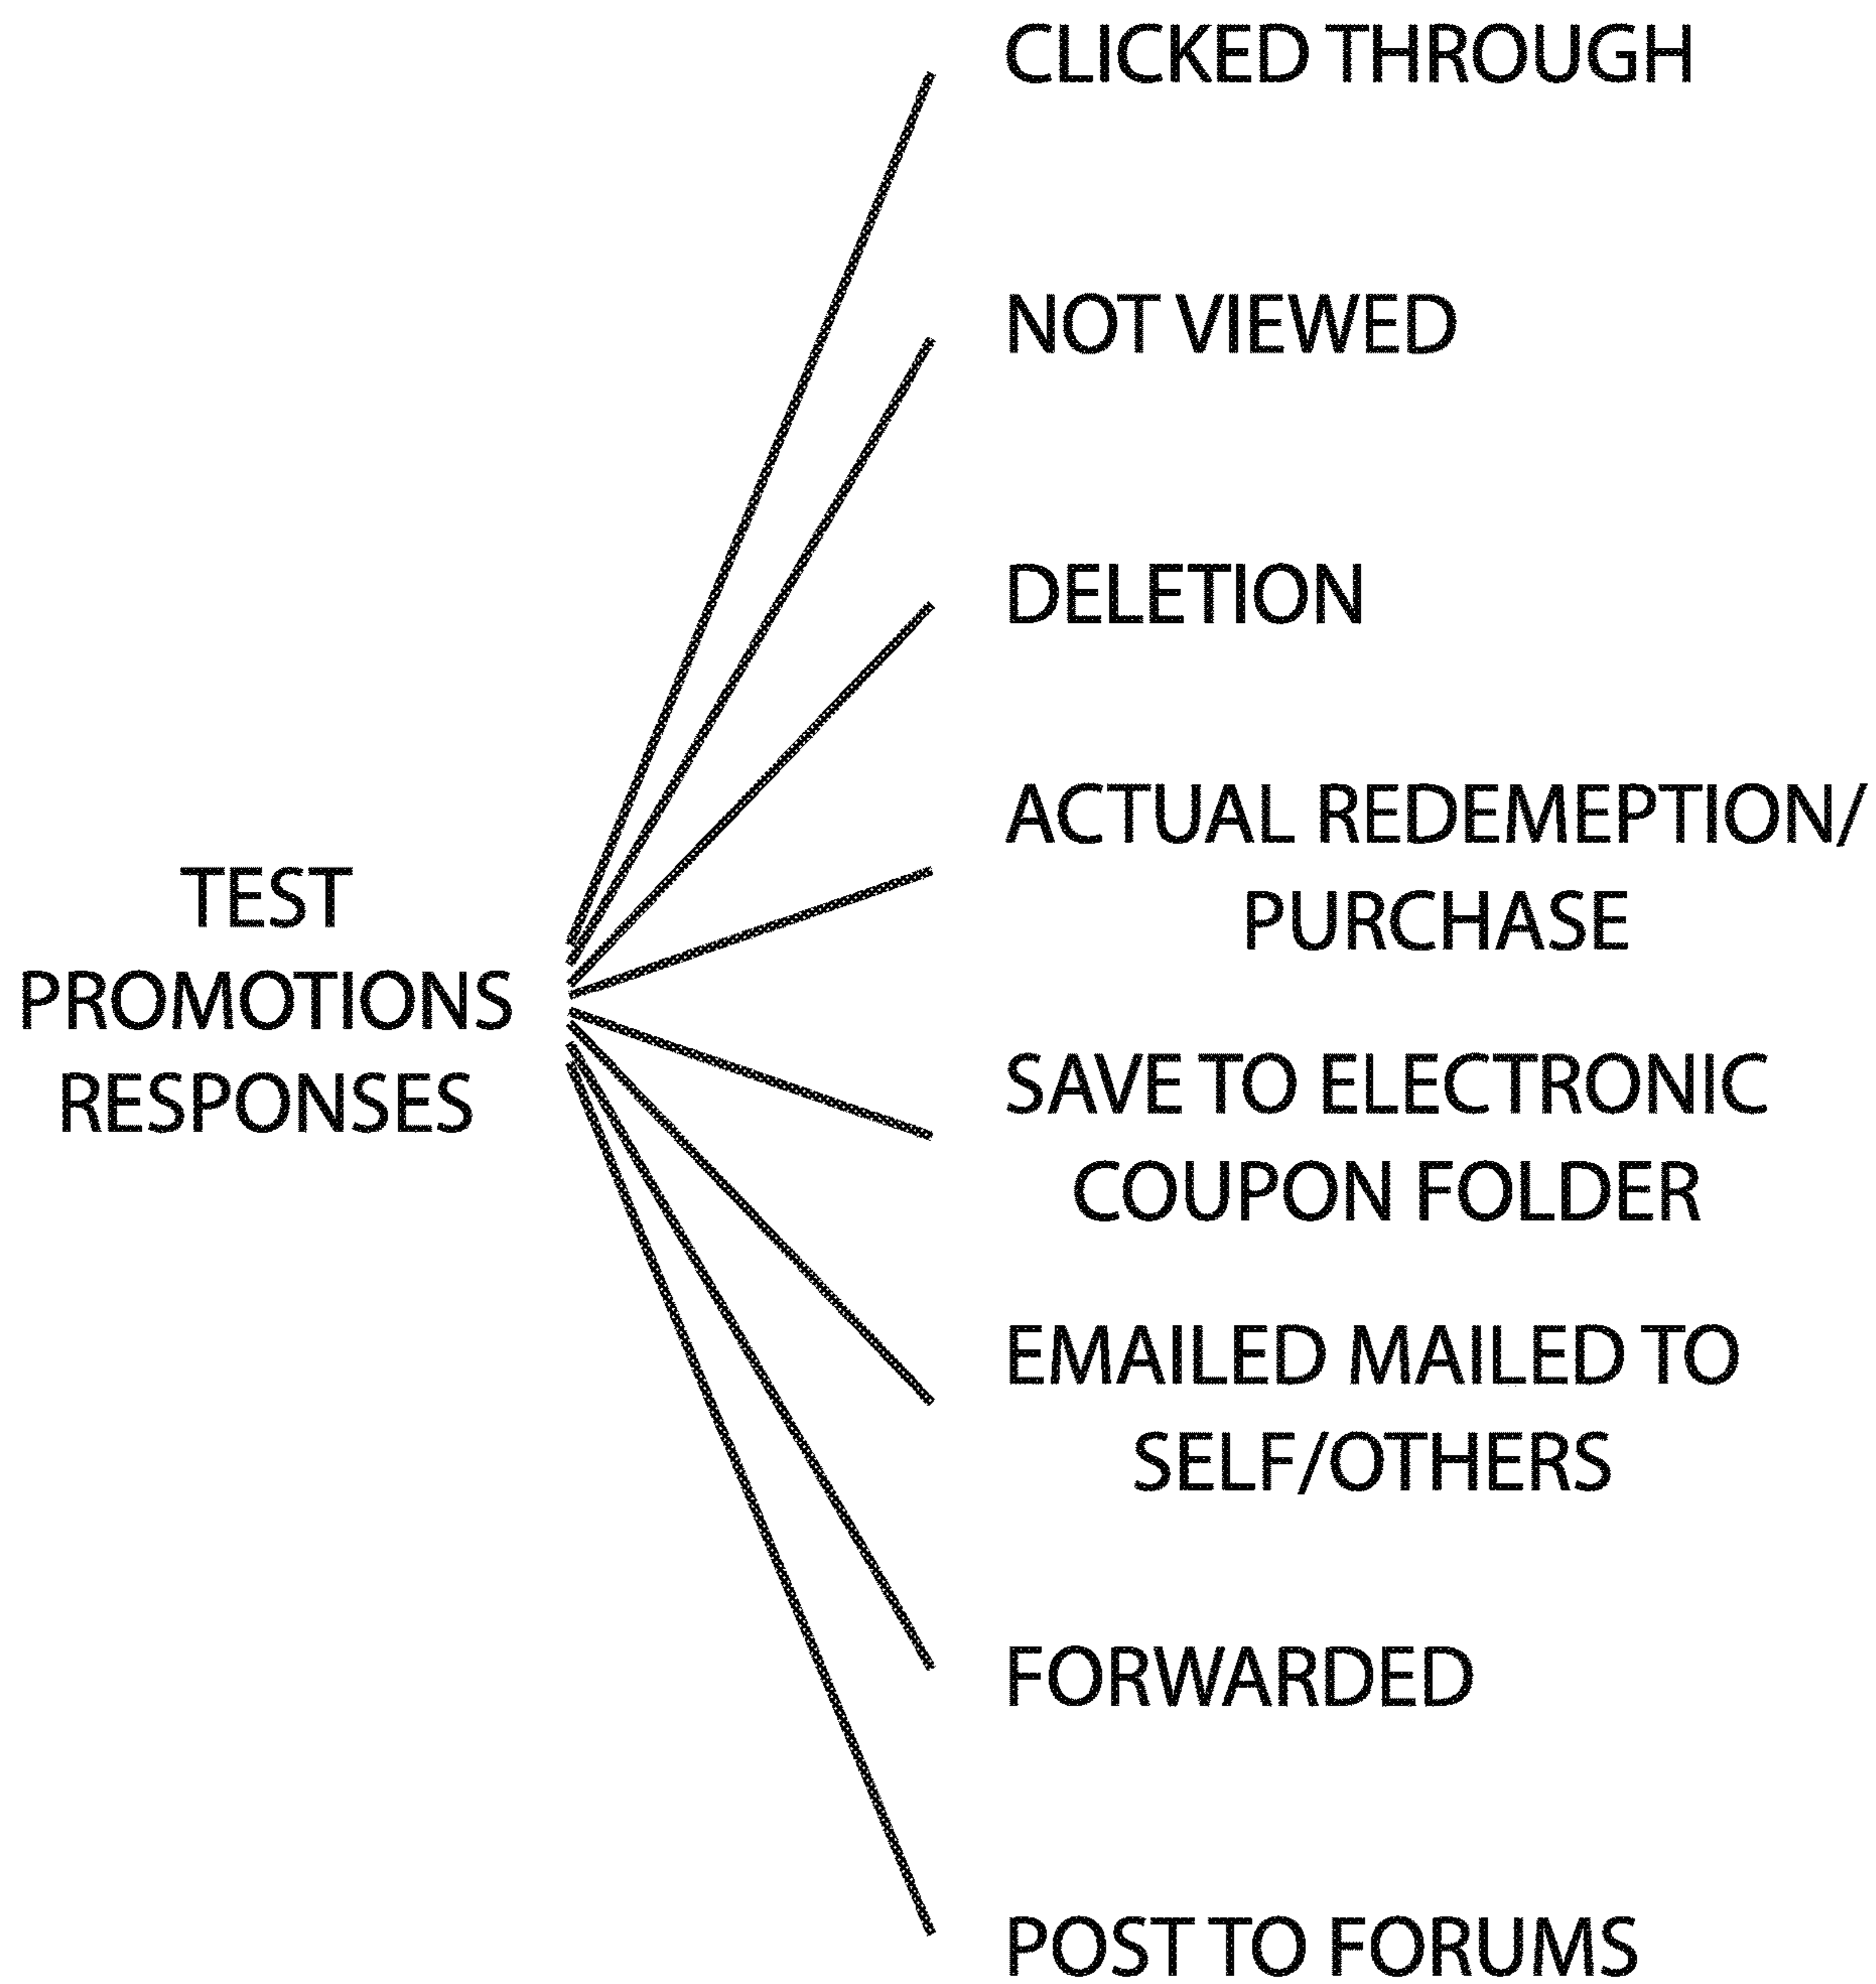 CLICKED THROUGH
NOT VIEWED
DELETION
ACTUAL REDEMEPTION/
PURCHASE
TEST
PROMOTIONS
RESPONSES
SAVE TO ELECTRONIC
COUPON FOLDER
EMAILED MAILED TO
SELF/OTHERS
FORWARDED
POST TO FORUMS